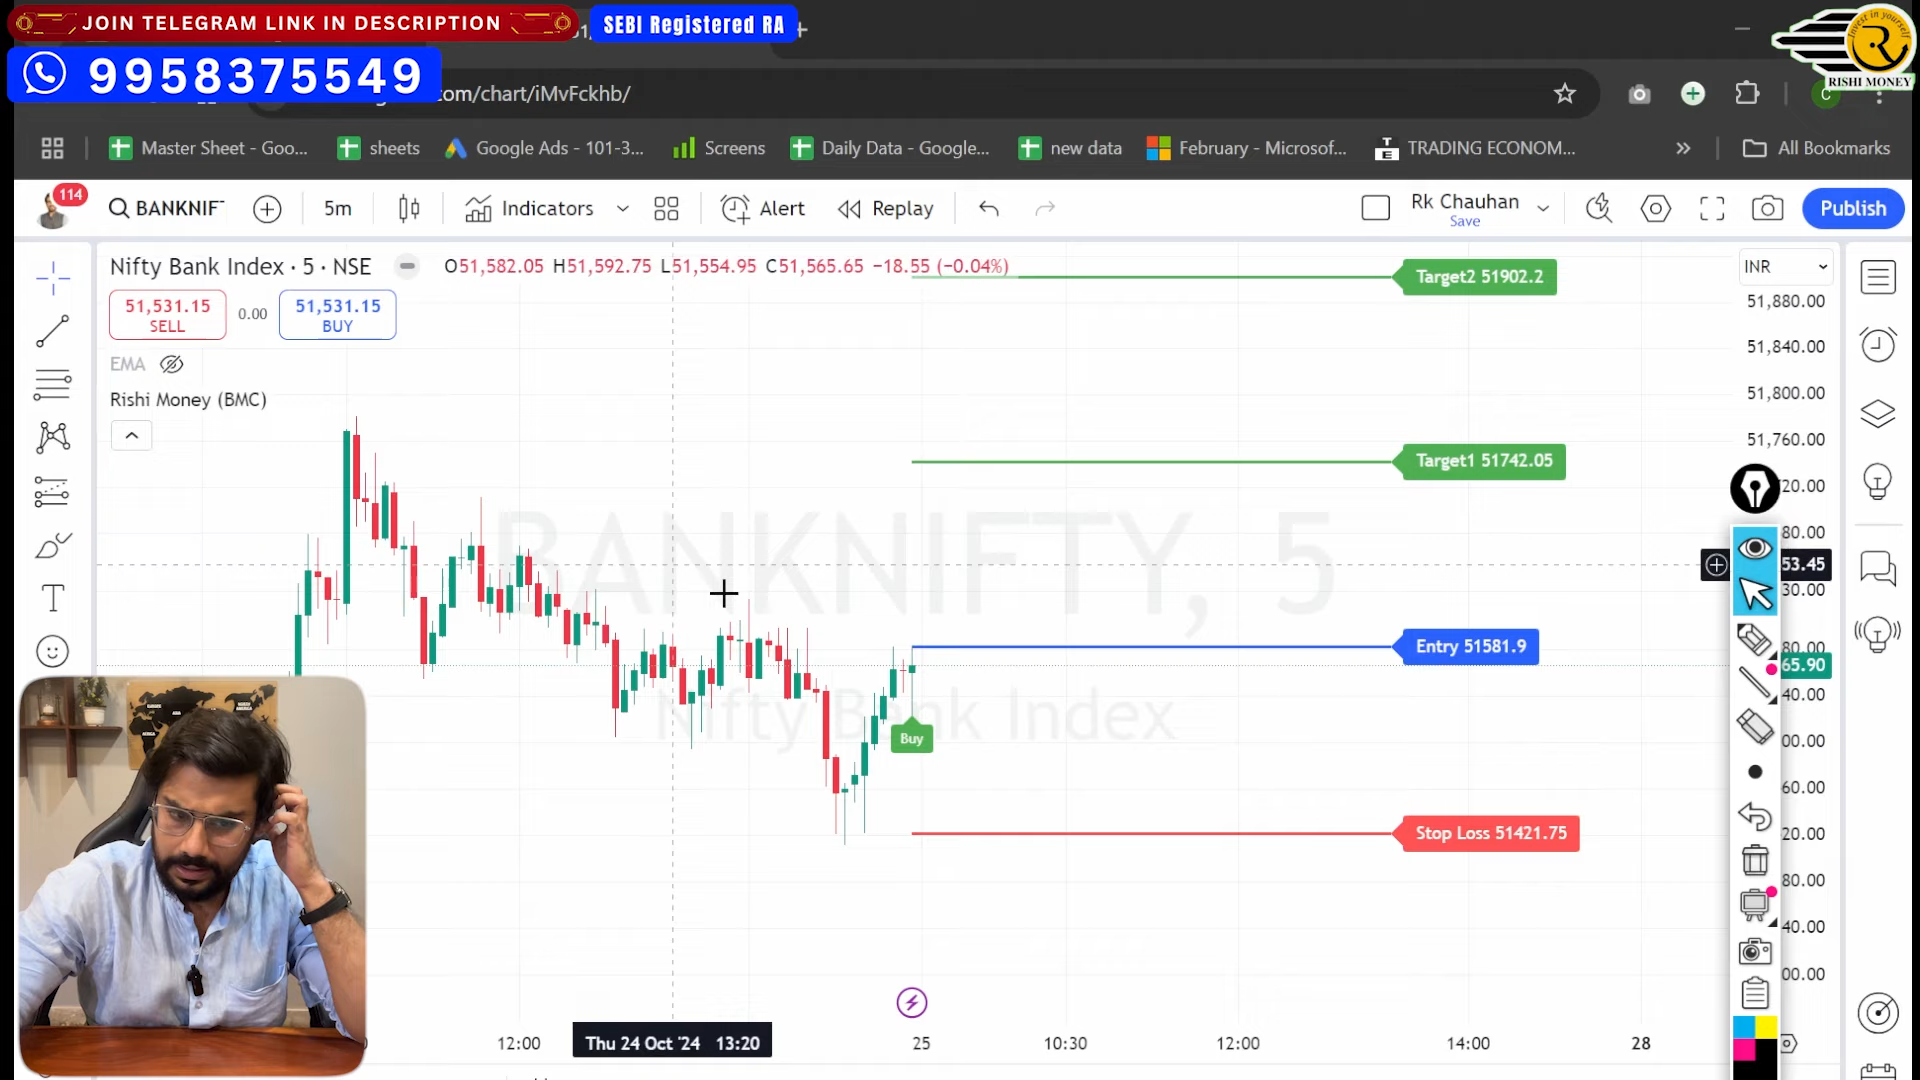 JOIN TELEGRAM LINK IN DESCRIPTION
SEBI Registered RA
9958375549
Invest in yourself
R
RISHI MONEY
om/chart/iMvFckhb/
C
Master Sheet - Goo...
sheets
Google Ads - 101-3...
Screens
Daily Data - Google...
new data
February - Microsof...
TRADING ECONOM...
All Bookmarks
114
BANKNIF
5m
Indicators
Alert
Replay
Rk Chauhan
Save
Publish
Nifty Bank Index · 5 · NSE
O51,582.05 H51,592.75 L51,554.95 C51,565.65 −18.55 (−0.04%)
INR
51,531.15
SELL
0.00
51,531.15
BUY
EMA
Rishi Money (BMC)
Target2 51902.2
Target1 51742.05
Entry 51581.9
Stop Loss 51421.75
Buy
BANKNIFTY, 5
Nifty Bank Index
51,880.00
51,840.00
51,800.00
51,760.00
20.00
80.00
53.45
30.00
80.00
65.90
40.00
00.00
60.00
20.00
80.00
40.00
00.00
12:00
Thu 24 Oct '24 13:20
25
10:30
12:00
14:00
28